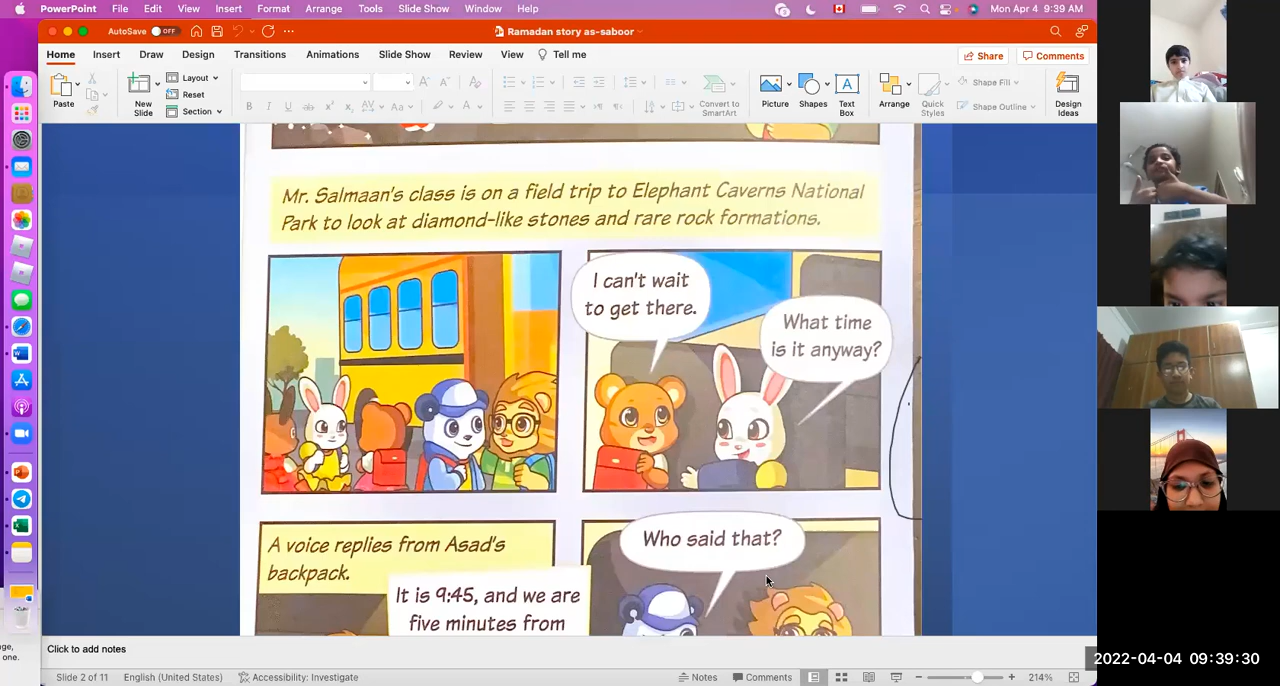 PowerPoint File Edit View Insert Format Arrange Tools Slide Show Window Help Mon Apr 4 9:39 AM
AutoSave OFF Ramadan story as-saboor
Home Insert Draw Design Transitions Animations Slide Show Review View Tell me Share Comments
Paste New Slide Layout Reset Section Convert to SmartArt Picture Shapes Text Box Arrange Quick Styles Shape Fill Shape Outline Design Ideas
Mr. Salmaan's class is on a field trip to Elephant Caverns National
Park to look at diamond-like stones and rare rock formations.
I can't wait
to get there.
What time
is it anyway?
A voice replies from Asad's
backpack.
It is 9:45, and we are
five minutes from
Who said that?
Click to add notes
Slide 2 of 11 English (United States) Accessibility: Investigate Notes Comments 214%
one.
2022-04-04 09:39:30